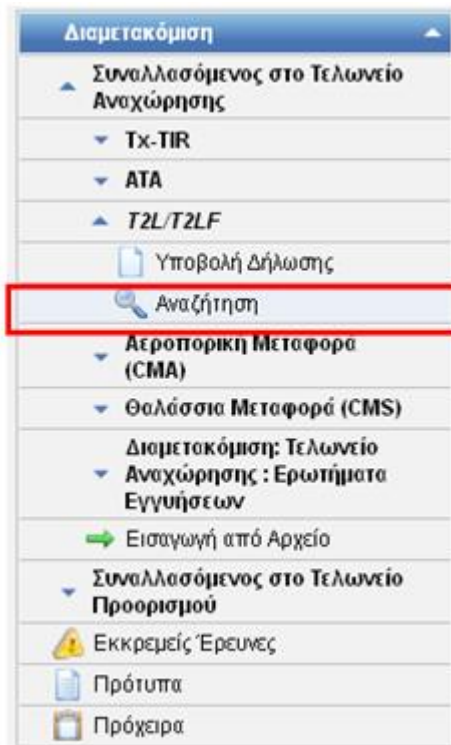 Διαμετακόμιση
Συναλλασόμενος στο Τελωνείο
Αναχώρησης
Tx-TIR
ATA
T2L/T2LF
Υποβολή Δήλωσης
Αναζήτηση
Αεροπορική Μεταφορά
(CMA)
Θαλάσσια Μεταφορά (CMS)
Διαμετακόμιση: Τελωνείο
Αναχώρησης : Ερωτήματα
Εγγυήσεων
Εισαγωγή από Αρχείο
Συναλλασόμενος στο Τελωνείο
Προορισμού
Εκκρεμείς Έρευνες
Πρότυπα
Πρόχειρα